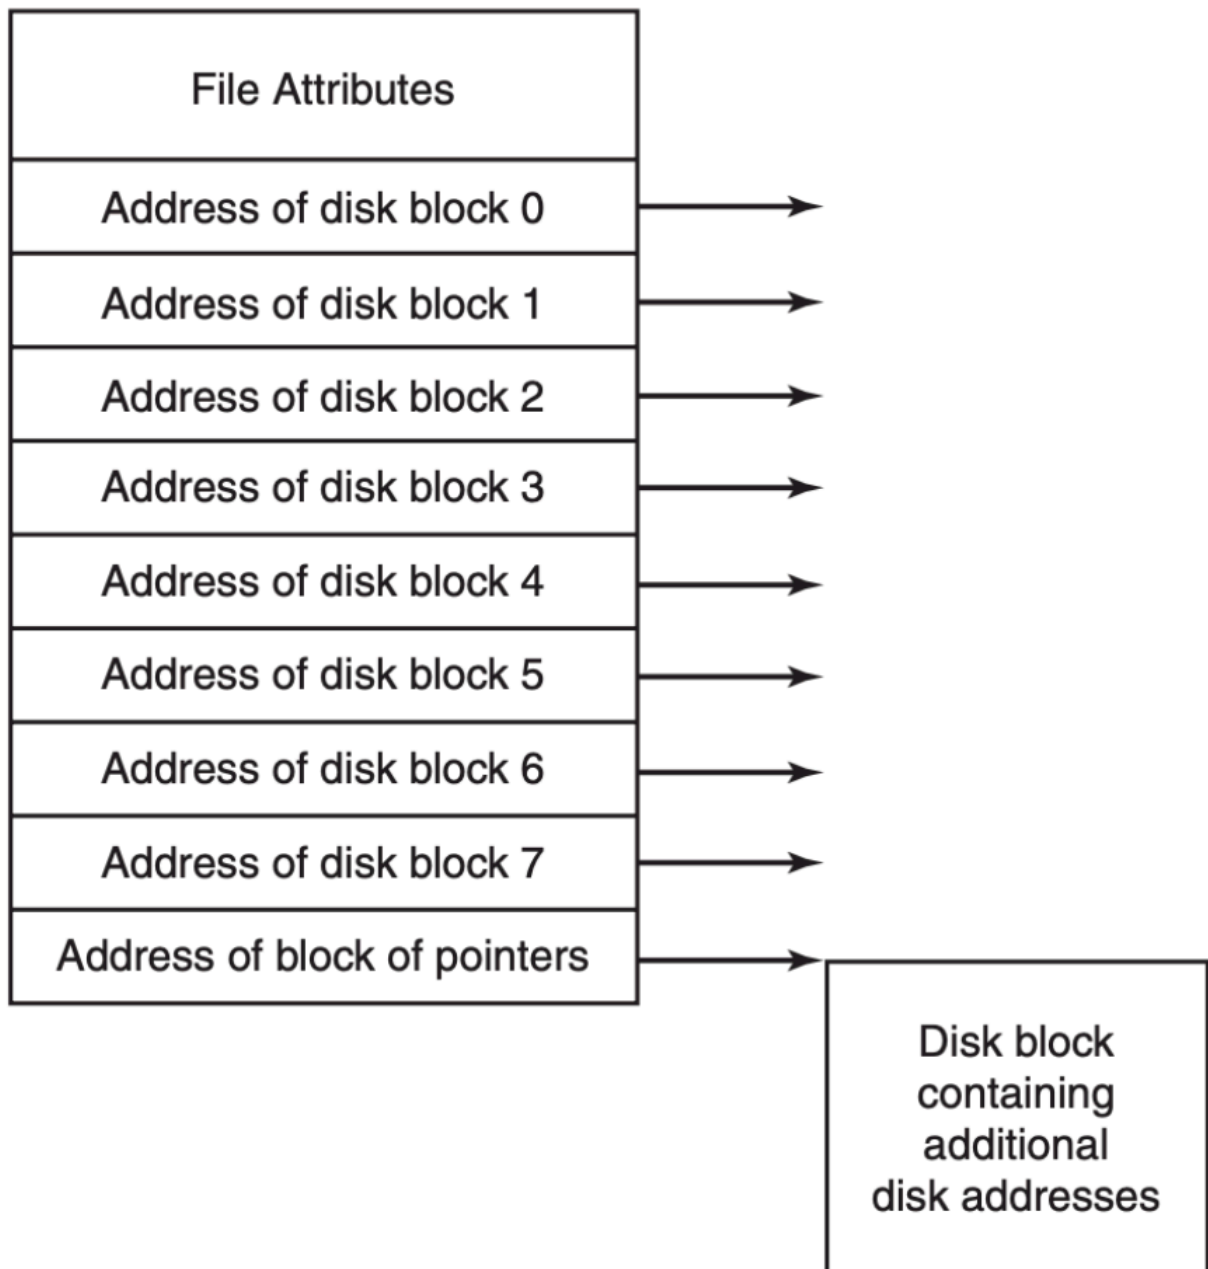 File Attributes
Address of disk block 0
Address of disk block 1
Address of disk block 2
Address of disk block 3
Address of disk block 4
Address of disk block 5
Address of disk block 6
Address of disk block 7
Address of block of pointers
Disk block
containing
additional
disk addresses